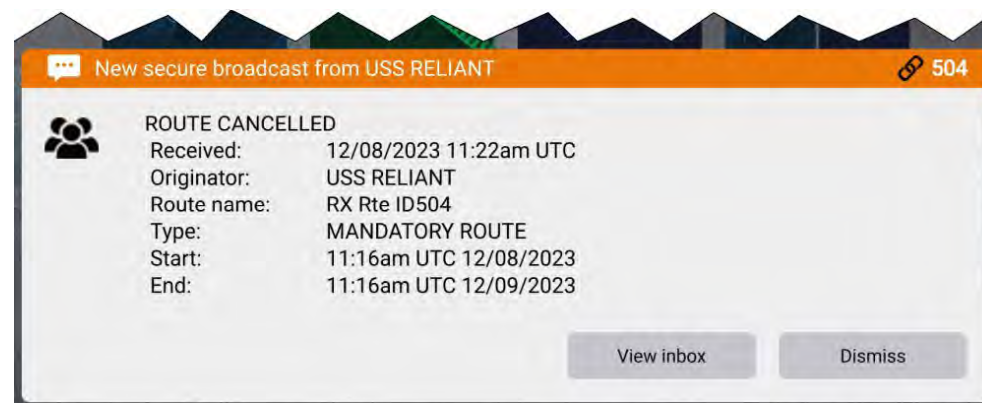 New secure broadcast from USS RELIANT 504
ROUTE CANCELLED
Received: 12/08/2023 11:22am UTC
Originator: USS RELIANT
Route name: RX Rte ID504
Type: MANDATORY ROUTE
Start: 11:16am UTC 12/08/2023
End: 11:16am UTC 12/09/2023
View inbox Dismiss